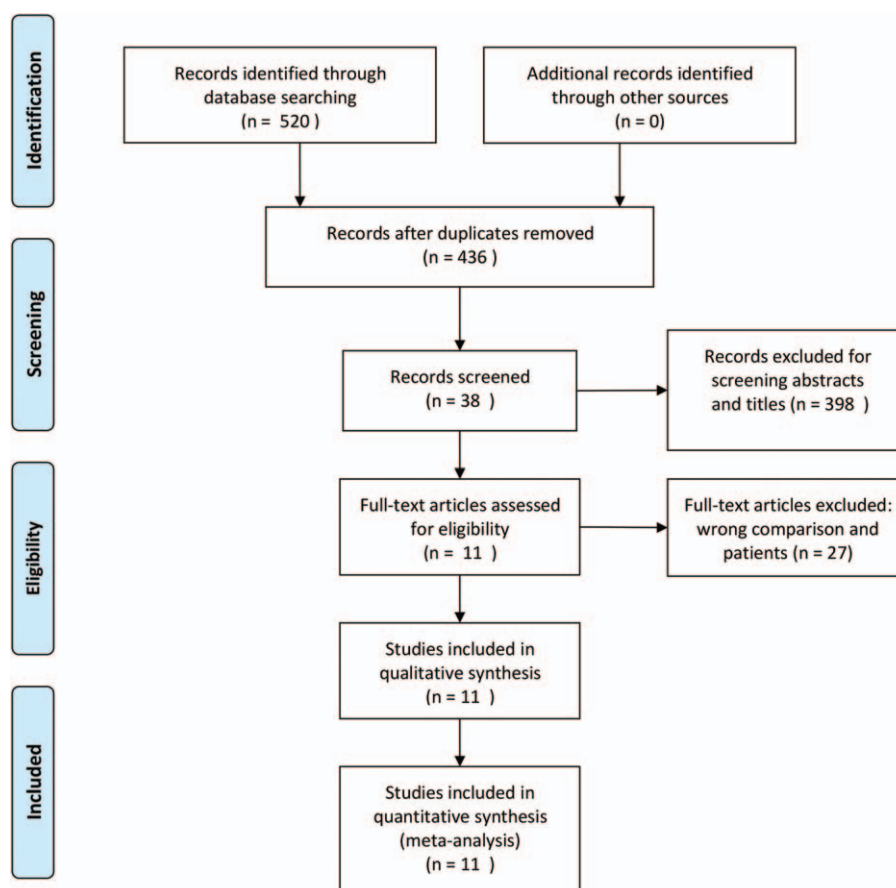 Identification
Records identified through
database searching
(n = 520 )
Additional records identified
through other sources
(n = 0)
Records after duplicates removed
(n = 436 )
Screening
Records screened
(n = 38 )
Records excluded for
screening abstracts
and titles (n = 398 )
Eligibility
Full-text articles assessed
for eligibility
(n = 11 )
Full-text articles excluded:
wrong comparison and
patients (n = 27)
Studies included in
qualitative synthesis
(n = 11 )
Included
Studies included in
quantitative synthesis
(meta-analysis)
(n = 11 )